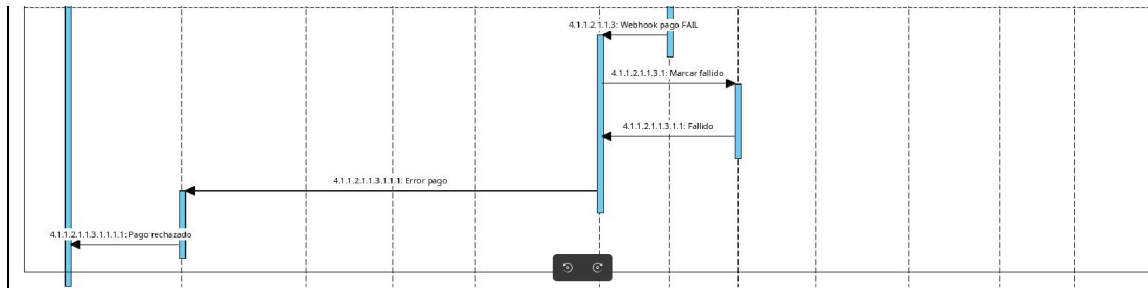 4.1.1.2.1.1.3: Webhook pago FAIL
4.1.1.2.1.1.3.1: Marcar fallido
4.1.1.2.1.1.3.1.1: Fallido
4.1.1.2.1.1.3.1.1.1: Error pago
4.1.1.2.1.1.3.1.1.1.1: Pago rechazado